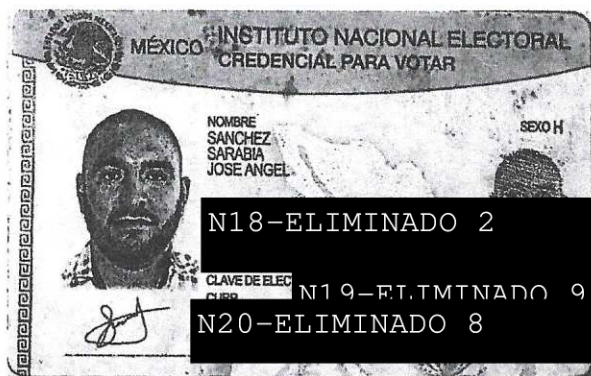 MÉXICO INSTITUTO NACIONAL ELECTORAL
CREDENCIAL PARA VOTAR
NOMBRE
SANCHEZ
SARABIA
JOSE ANGEL
SEXO H
N18-ELIMINADO 2
CLAVE DE ELEC
CURP
N19-ELIMINADO 9
N20-ELIMINADO 8